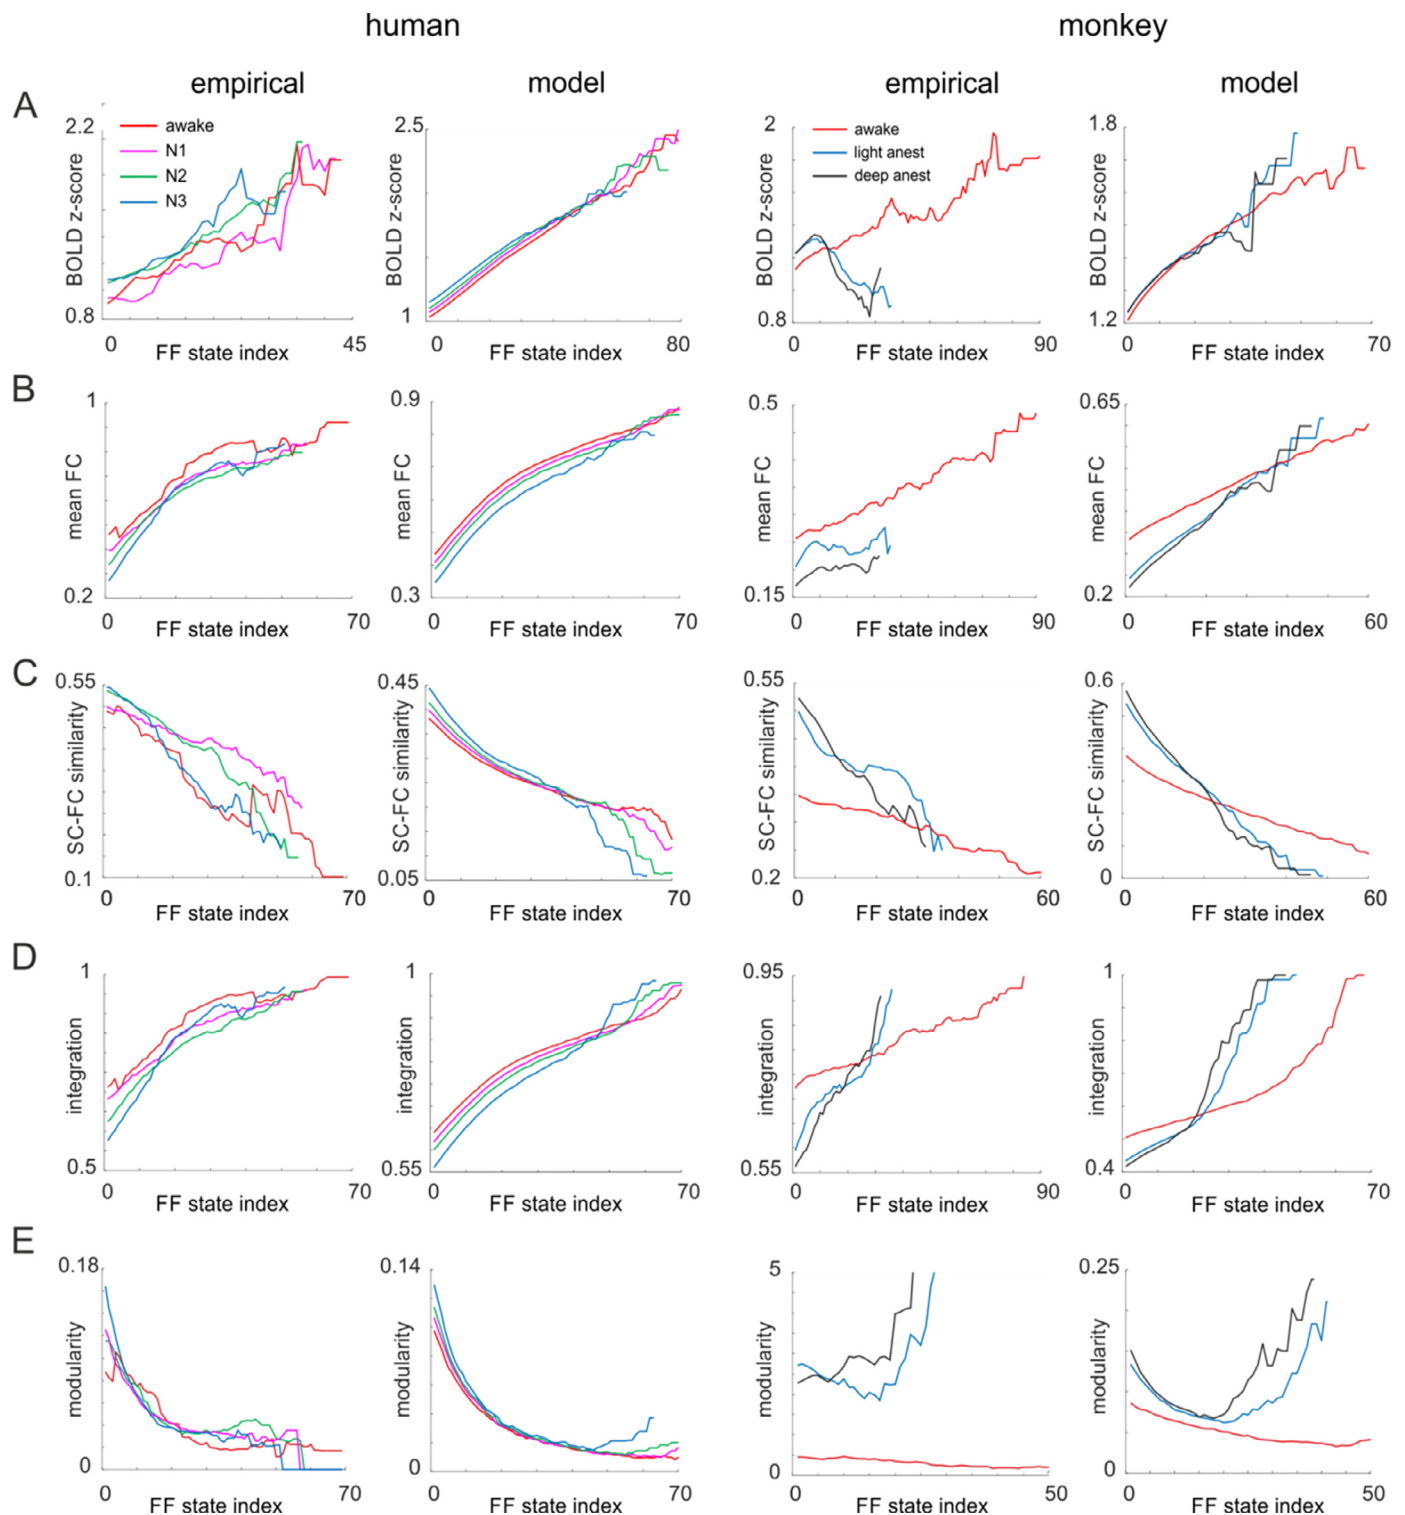 human monkey
empirical model empirical model
A
2.2 2.5 2 1.8
awake
N1
N2
N3
awake
light anest
deep anest
BOLD z-score BOLD z-score BOLD z-score BOLD z-score
0.8 1 0.8 1.2
0 45 0 80 0 90 0 70
FF state index FF state index FF state index FF state index
B
1 0.9 0.5 0.65
mean FC mean FC mean FC mean FC
0.2 0.3 0.15 0.2
0 70 0 70 0 90 0 60
FF state index FF state index FF state index FF state index
C
0.55 0.45 0.55 0.6
SC-FC similarity SC-FC similarity SC-FC similarity SC-FC similarity
0.1 0.05 0.2 0
0 70 0 70 0 60 0 60
FF state index FF state index FF state index FF state index
D
1 1 0.95 1
integration integration integration integration
0.5 0.55 0.55 0.4
0 70 0 70 0 90 0 70
FF state index FF state index FF state index FF state index
E
0.18 0.14 5 0.25
modularity modularity modularity modularity
0 0 0 0
0 70 0 70 0 50 0 50
FF state index FF state index FF state index FF state index